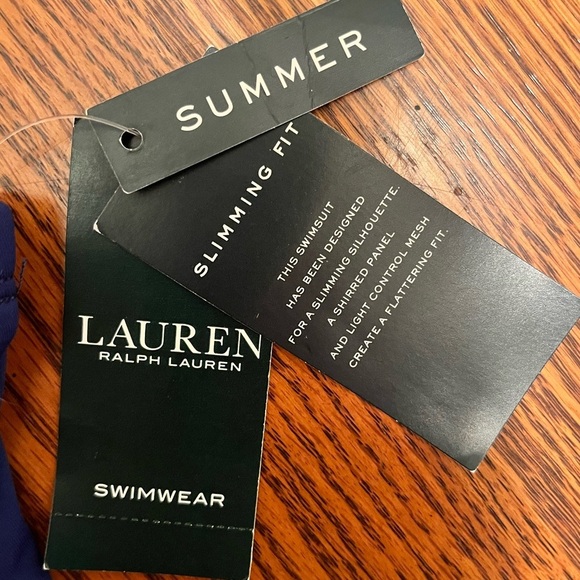 SUMMER
SLIMMING FIT
THIS SWIMSUIT
HAS BEEN DESIGNED
FOR A SLIMMING SILHOUETTE.
A SHIRRED PANEL
AND LIGHT CONTROL MESH
CREATE A FLATTERING FIT.
LAUREN
RALPH LAUREN
SWIMWEAR